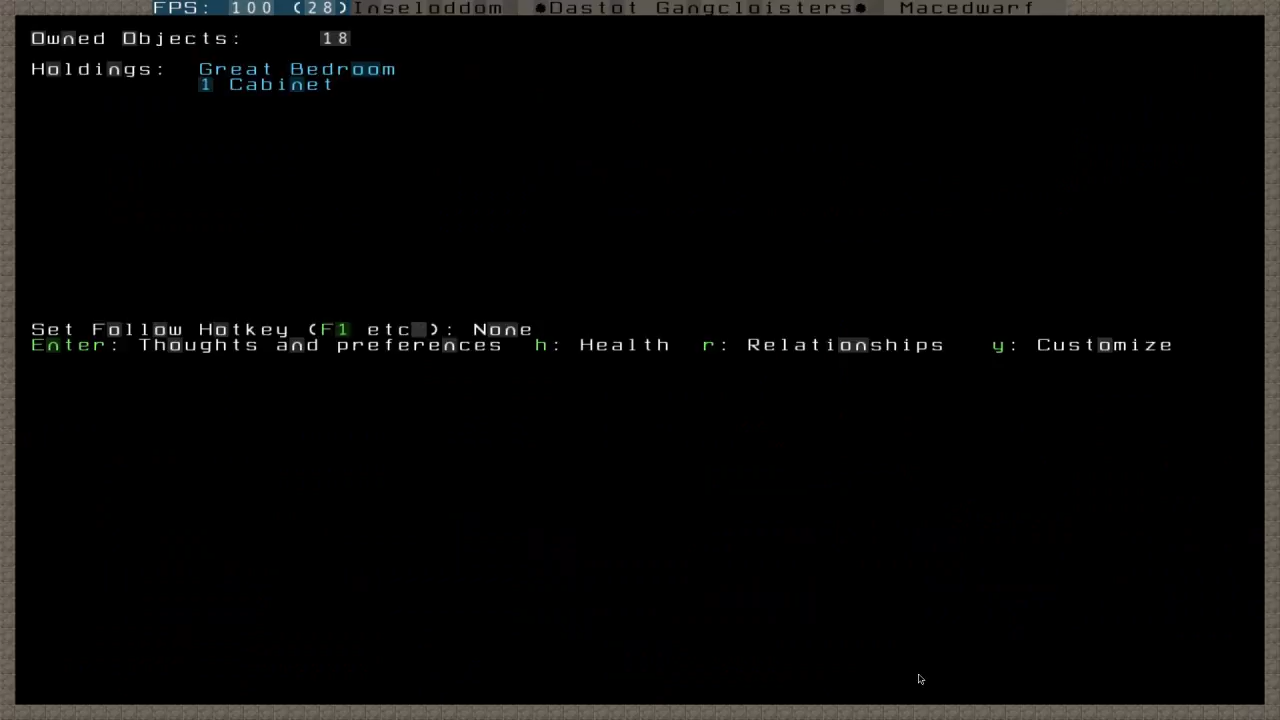 FPS: 100 (28) Inseloddom ●Dastot Gangcloisters● Macedwarf
Owned Objects: 18
Holdings: Great Bedroom
1 Cabinet
Set Follow Hotkey (F1 etc.): None
Enter: Thoughts and preferences h: Health r: Relationships y: Customize